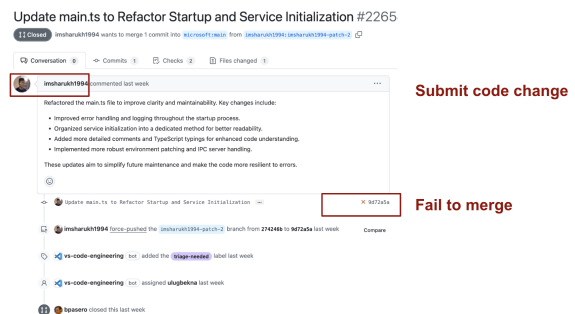 Update main.ts to Refactor Startup and Service Initialization #2265
Closed imsharukh1994 wants to merge 1 commit into microsoft:main from imsharukh1994:imsharukh1994-patch-2
Conversation 0 Commits 1 Checks 2 Files changed 1
imsharukh1994 commented last week ...
Submit code change
Refactored the main.ts file to improve clarity and maintainability. Key changes include:
• Improved error handling and logging throughout the startup process.
• Organized service initialization into a dedicated method for better readability.
• Added more detailed comments and TypeScript typings for enhanced code understanding.
• Implemented more robust environment patching and IPC server handling.
These updates aim to simplify future maintenance and make the code more resilient to errors.
Update main.ts to Refactor Startup and Service Initialization ... 9d72a5a
Fail to merge
imsharukh1994 force-pushed the imsharukh1994-patch-2 branch from 274246b to 9d72a5a last week Compare
vs-code-engineering bot added the triage-needed label last week
vs-code-engineering bot assigned ulugbekna last week
bpasero closed this last week